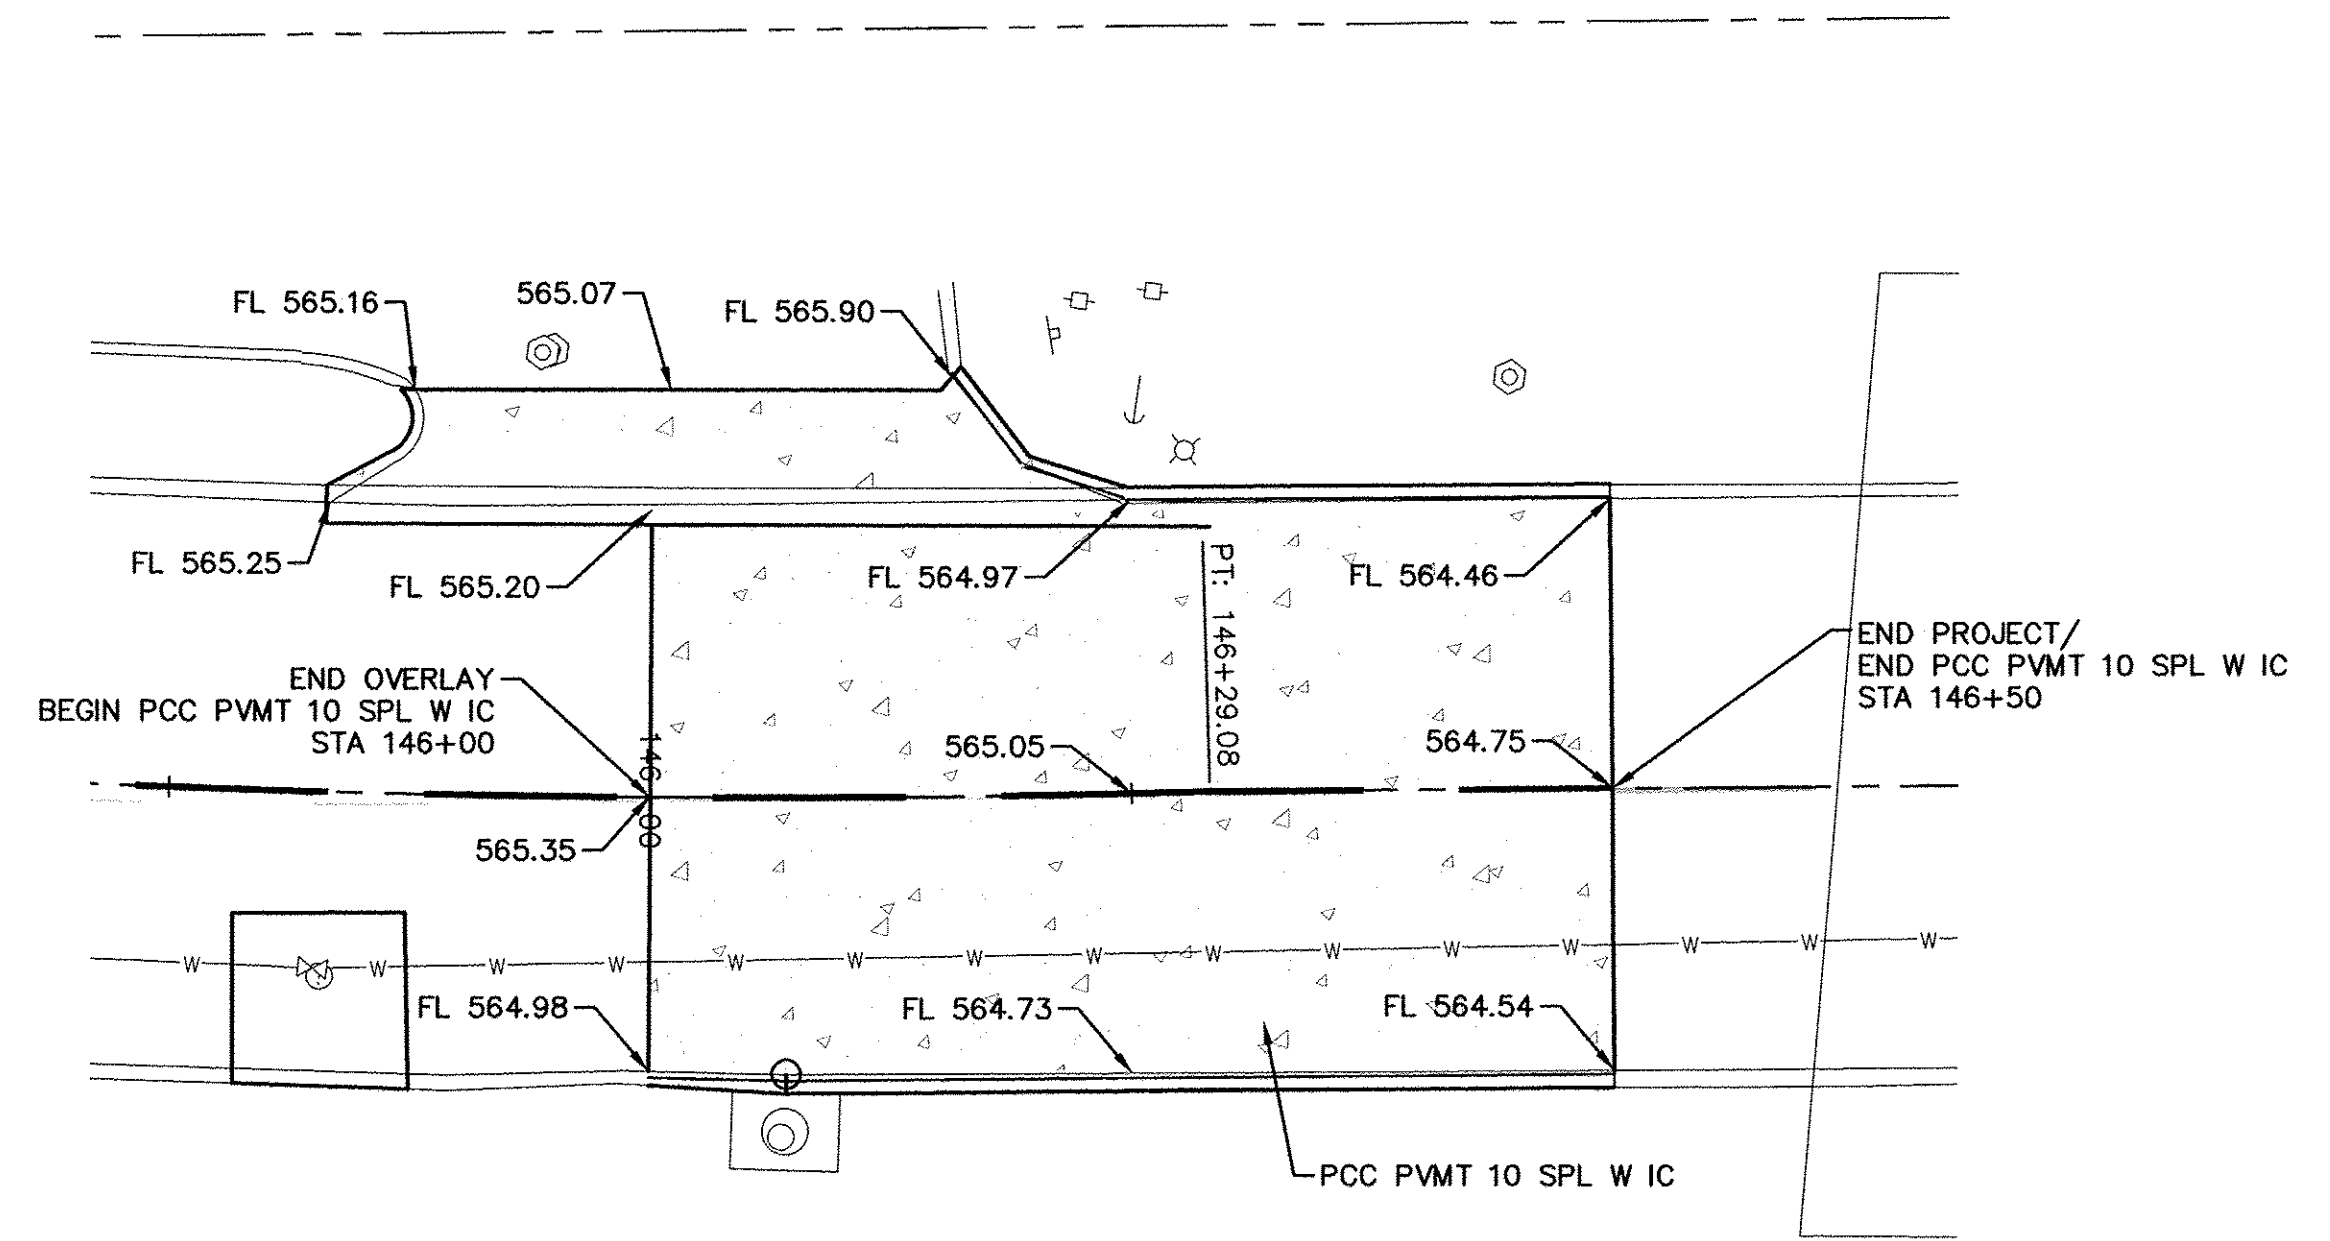 FL 565.16
565.07
FL 565.90
FL 565.25
FL 565.20
FL 564.97
FL 564.46
PT: 146+29.08
END PROJECT/
END PCC PVMT 10 SPL W IC
STA 146+50
END OVERLAY
BEGIN PCC PVMT 10 SPL W IC
STA 146+00
146+00
565.05
564.75
565.35
W W W W W W W W W W W W W W W
FL 564.98
FL 564.73
FL 564.54
PCC PVMT 10 SPL W IC